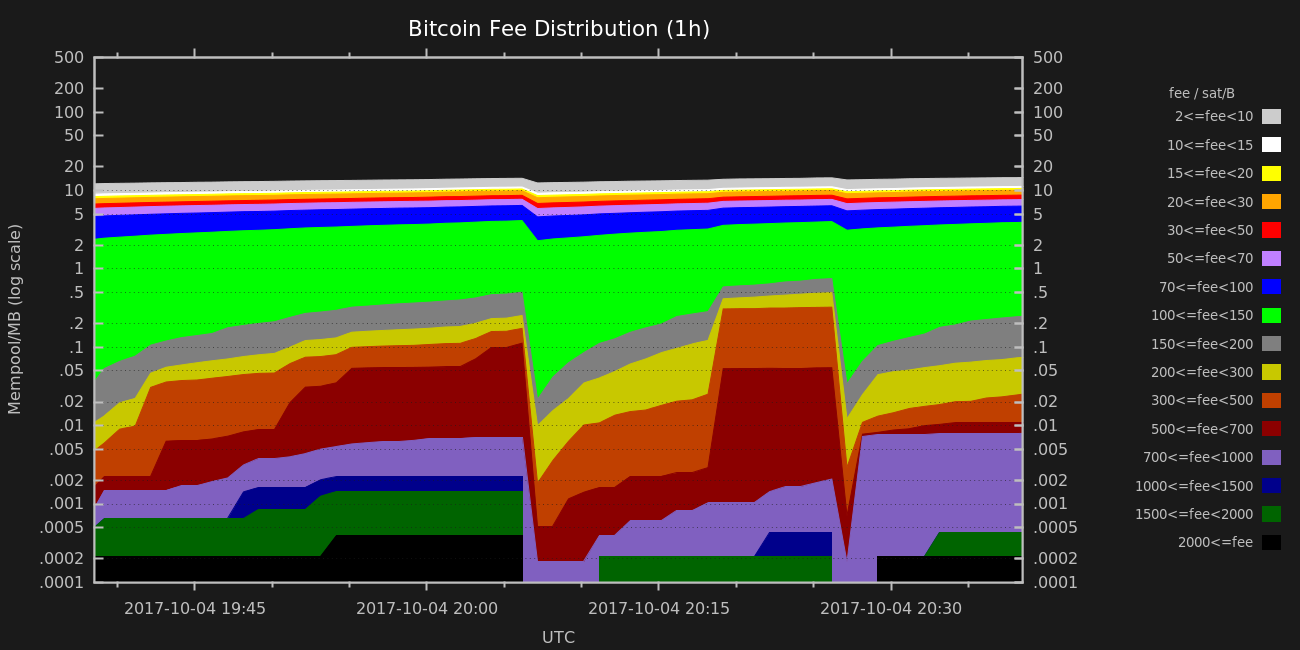 Bitcoin Fee Distribution (1h)
500
200
100
50
20
10
5
2
1
.5
.2
.1
.05
.02
.01
.005
.002
.001
.0005
.0002
.0001
Mempool/MB (log scale)
500
200
100
50
20
10
5
2
1
.5
.2
.1
.05
.02
.01
.005
.002
.001
.0005
.0002
.0001
2017-10-04 19:45
2017-10-04 20:00
2017-10-04 20:15
2017-10-04 20:30
UTC
fee / sat/B
2<=fee<10
10<=fee<15
15<=fee<20
20<=fee<30
30<=fee<50
50<=fee<70
70<=fee<100
100<=fee<150
150<=fee<200
200<=fee<300
300<=fee<500
500<=fee<700
700<=fee<1000
1000<=fee<1500
1500<=fee<2000
2000<=fee